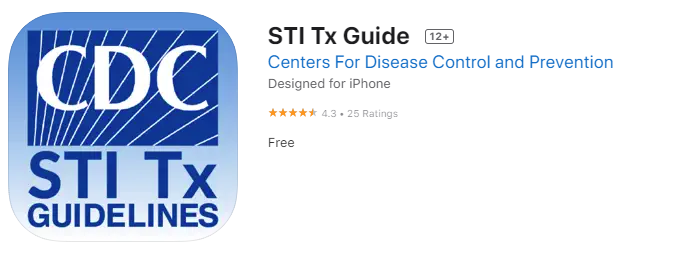 CDC
STI Tx
GUIDELINES
STI Tx Guide 12+
Centers For Disease Control and Prevention
Designed for iPhone
4.3 • 25 Ratings
Free